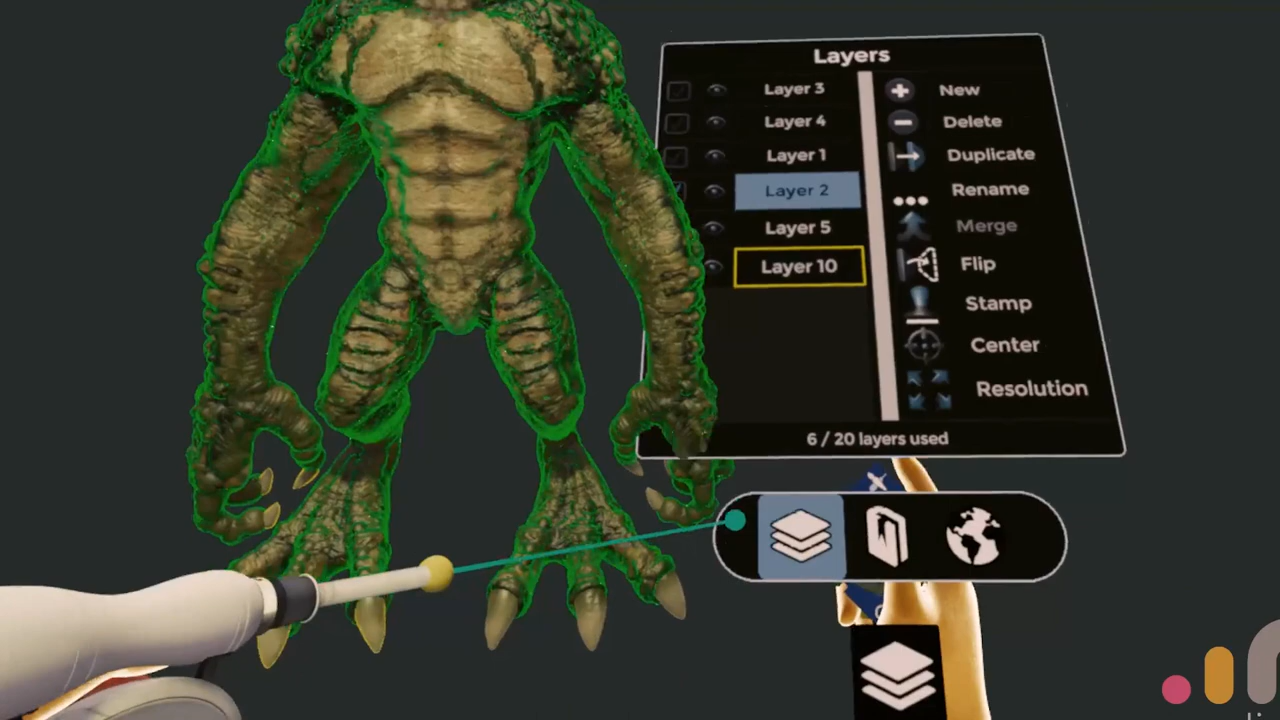 Layers
Layer 3
Layer 4
Layer 1
Layer 2
Layer 5
Layer 10
New
Delete
Duplicate
Rename
Merge
Flip
Stamp
Center
Resolution
6 / 20 layers used